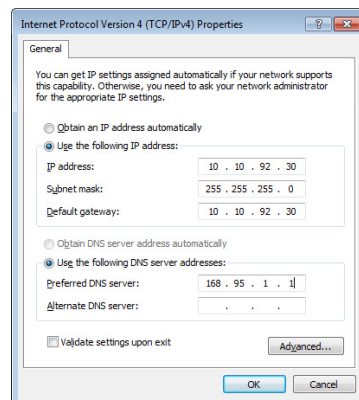 Internet Protocol Version 4 (TCP/IPv4) Properties
General
You can get IP settings assigned automatically if your network supports
this capability. Otherwise, you need to ask your network administrator
for the appropriate IP settings.
Obtain an IP address automatically
Use the following IP address:
IP address: 10 . 10 . 92 . 30
Subnet mask: 255 . 255 . 255 . 0
Default gateway: 10 . 10 . 92 . 30
Obtain DNS server address automatically
Use the following DNS server addresses:
Preferred DNS server: 168 . 95 . 1 . 1
Alternate DNS server: . . .
Validate settings upon exit
Advanced...
OK Cancel